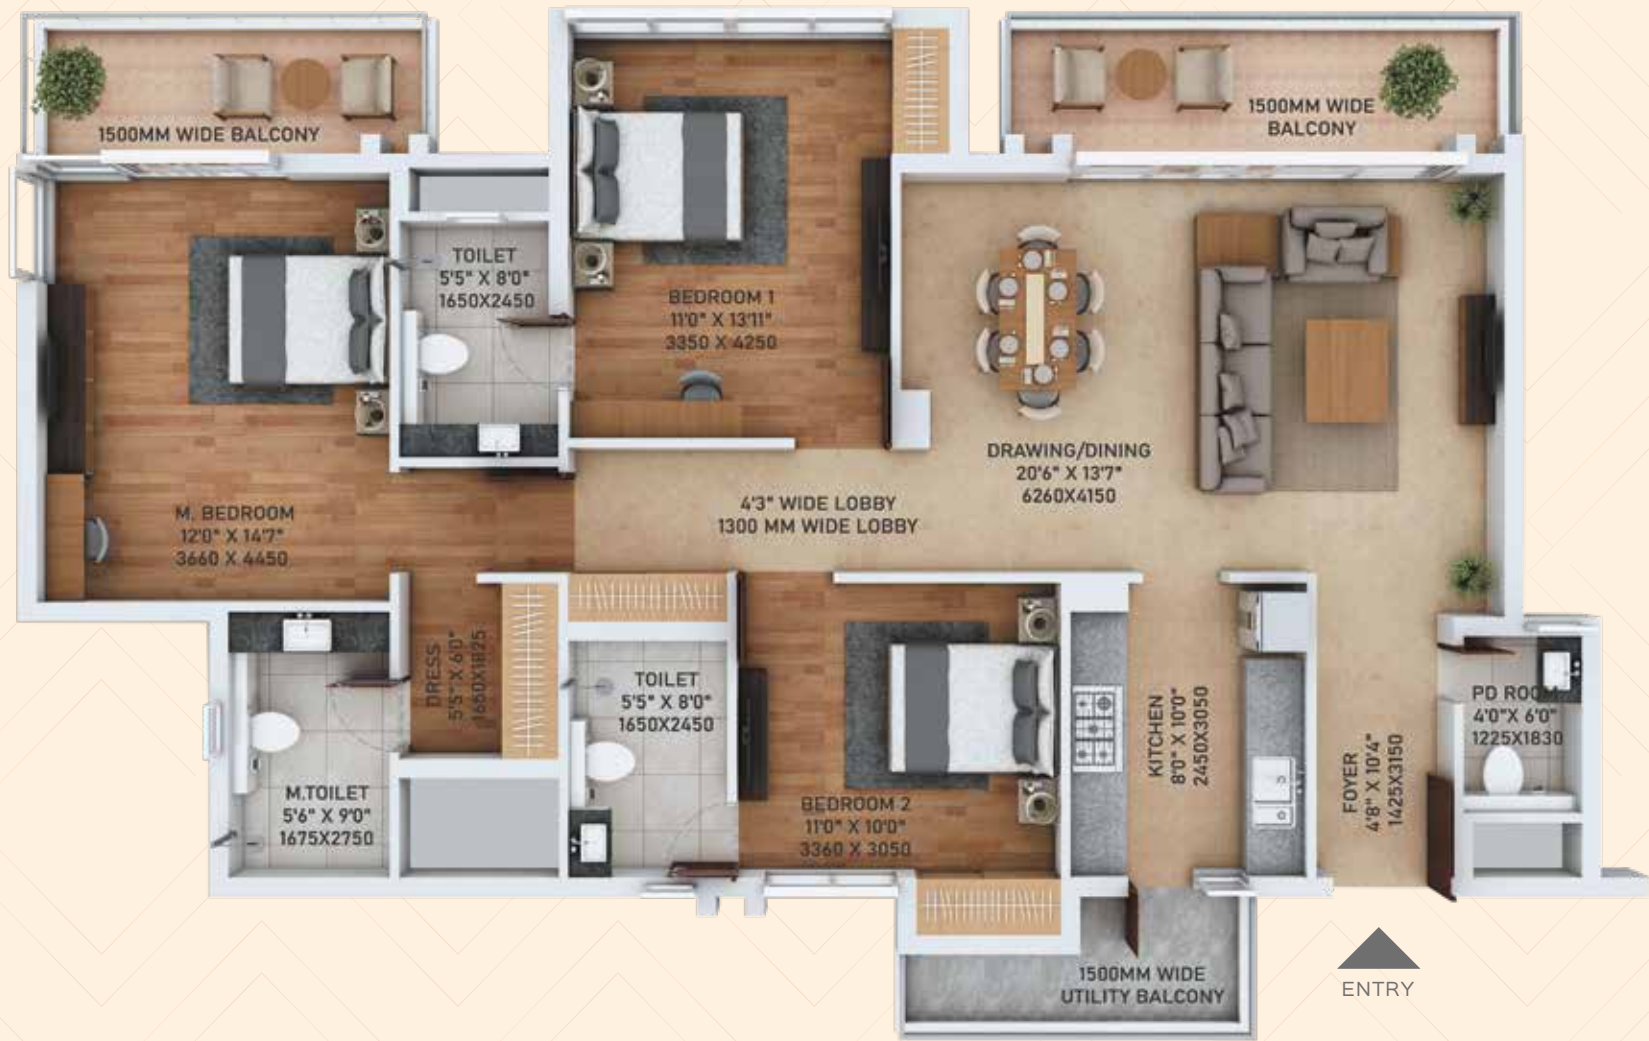 1500MM WIDE BALCONY
1500MM WIDE
BALCONY
TOILET
5'5" X 8'0"
1650X2450
BEDROOM 1
11'0" X 13'11"
3350 X 4250
DRAWING/DINING
20'6" X 13'7"
6260X4150
M. BEDROOM
12'0" X 14'7"
3660 X 4450
4'3" WIDE LOBBY
1300 MM WIDE LOBBY
DRESS
5'5" X 6'0"
1650X1825
TOILET
5'5" X 8'0"
1650X2450
M.TOILET
5'6" X 9'0"
1675X2750
BEDROOM 2
11'0" X 10'0"
3360 X 3050
KITCHEN
8'0" X 10'0"
2450X3050
FOYER
4'8" X 10'4"
1425X3150
PD ROOM
4'0"X 6'0"
1225X1830
1500MM WIDE
UTILITY BALCONY
ENTRY